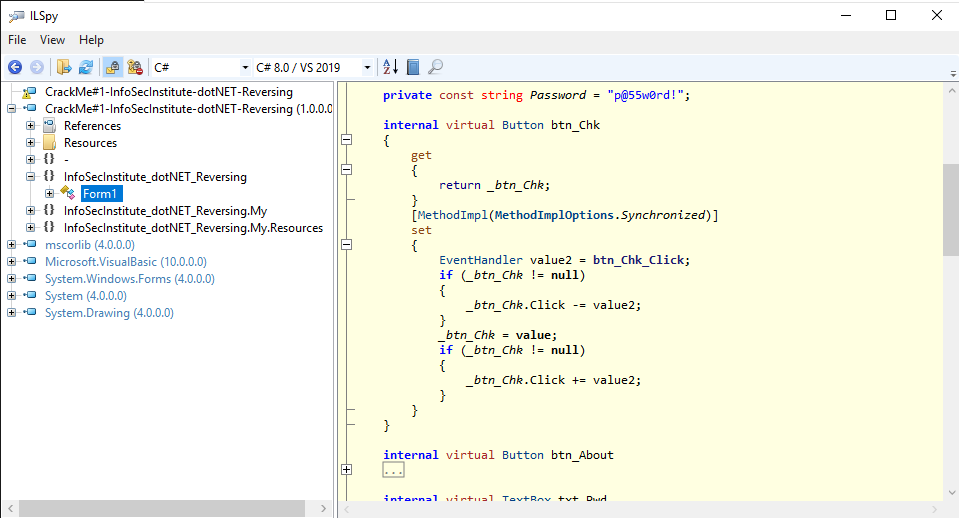 ILSpy
File View Help
C# C# 8.0 / VS 2019
CrackMe#1-InfoSecInstitute-dotNET-Reversing
CrackMe#1-InfoSecInstitute-dotNET-Reversing (1.0.0.0
References
Resources
{} -
{} InfoSecInstitute_dotNET_Reversing
Form1
{} InfoSecInstitute_dotNET_Reversing.My
{} InfoSecInstitute_dotNET_Reversing.My.Resources
mscorlib (4.0.0.0)
Microsoft.VisualBasic (10.0.0.0)
System.Windows.Forms (4.0.0.0)
System (4.0.0.0)
System.Drawing (4.0.0.0)
private const string Password = "p@55w0rd!";
internal virtual Button btn_Chk
{
get
{
return _btn_Chk;
}
[MethodImpl(MethodImplOptions.Synchronized)]
set
{
EventHandler value2 = btn_Chk_Click;
if (_btn_Chk != null)
{
_btn_Chk.Click -= value2;
}
_btn_Chk = value;
if (_btn_Chk != null)
{
_btn_Chk.Click += value2;
}
}
}
internal virtual Button btn_About
...
internal virtual TextBox txt_Pwd